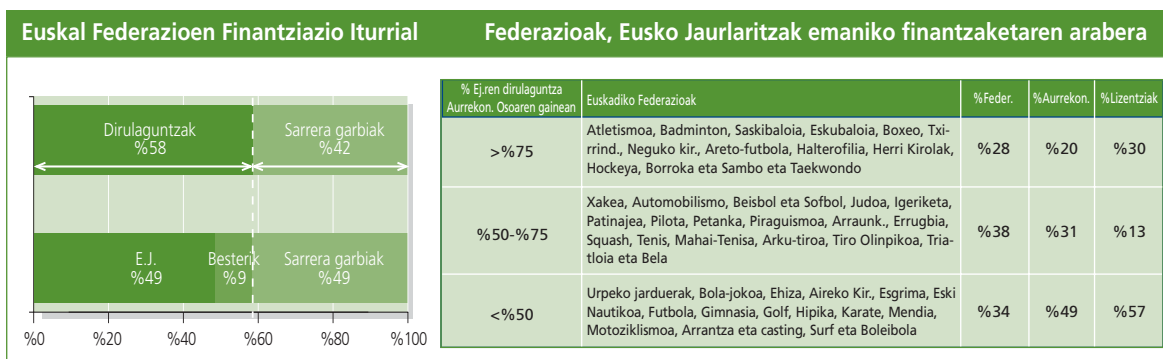 Euskal Federazioen Finantziazio Iturrial
Federazioak, Eusko Jaurlaritzak emaniko finantzaketaren arabera
Dirulaguntzak
%58
Sarrera garbiak
%42
E.J.
%49
Besterik
%9
Sarrera garbiak
%49
%0 %20 %40 %60 %80 %100
% Ej.ren dirulaguntza
Aurrekon. Osoaren gainean
Euskadiko Federazioak
%Feder.
%Aurrekon.
%Lizentziak
>%75
Atletismoa, Badminton, Saskibaloia, Eskubaloia, Boxeo, Txi-
rrind., Neguko kir., Areto-futbola, Halterofilia, Herri Kirolak,
Hockeya, Borroka eta Sambo eta Taekwondo
%28
%20
%30
%50-%75
Xakea, Automobilismo, Beisbol eta Sofbol, Judoa, Igeriketa,
Patinajea, Pilota, Petanka, Piraguismoa, Arraunk., Errugbia,
Squash, Tenis, Mahai-Tenisa, Arku-tiroa, Tiro Olinpikoa, Tria-
tloia eta Bela
%38
%31
%13
<%50
Urpeko jarduerak, Bola-jokoa, Ehiza, Aireko Kir., Esgrima, Eski
Nautikoa, Futbola, Gimnasia, Golf, Hipika, Karate, Mendia,
Motoziklismoa, Arrantza eta casting, Surf eta Boleibola
%34
%49
%57